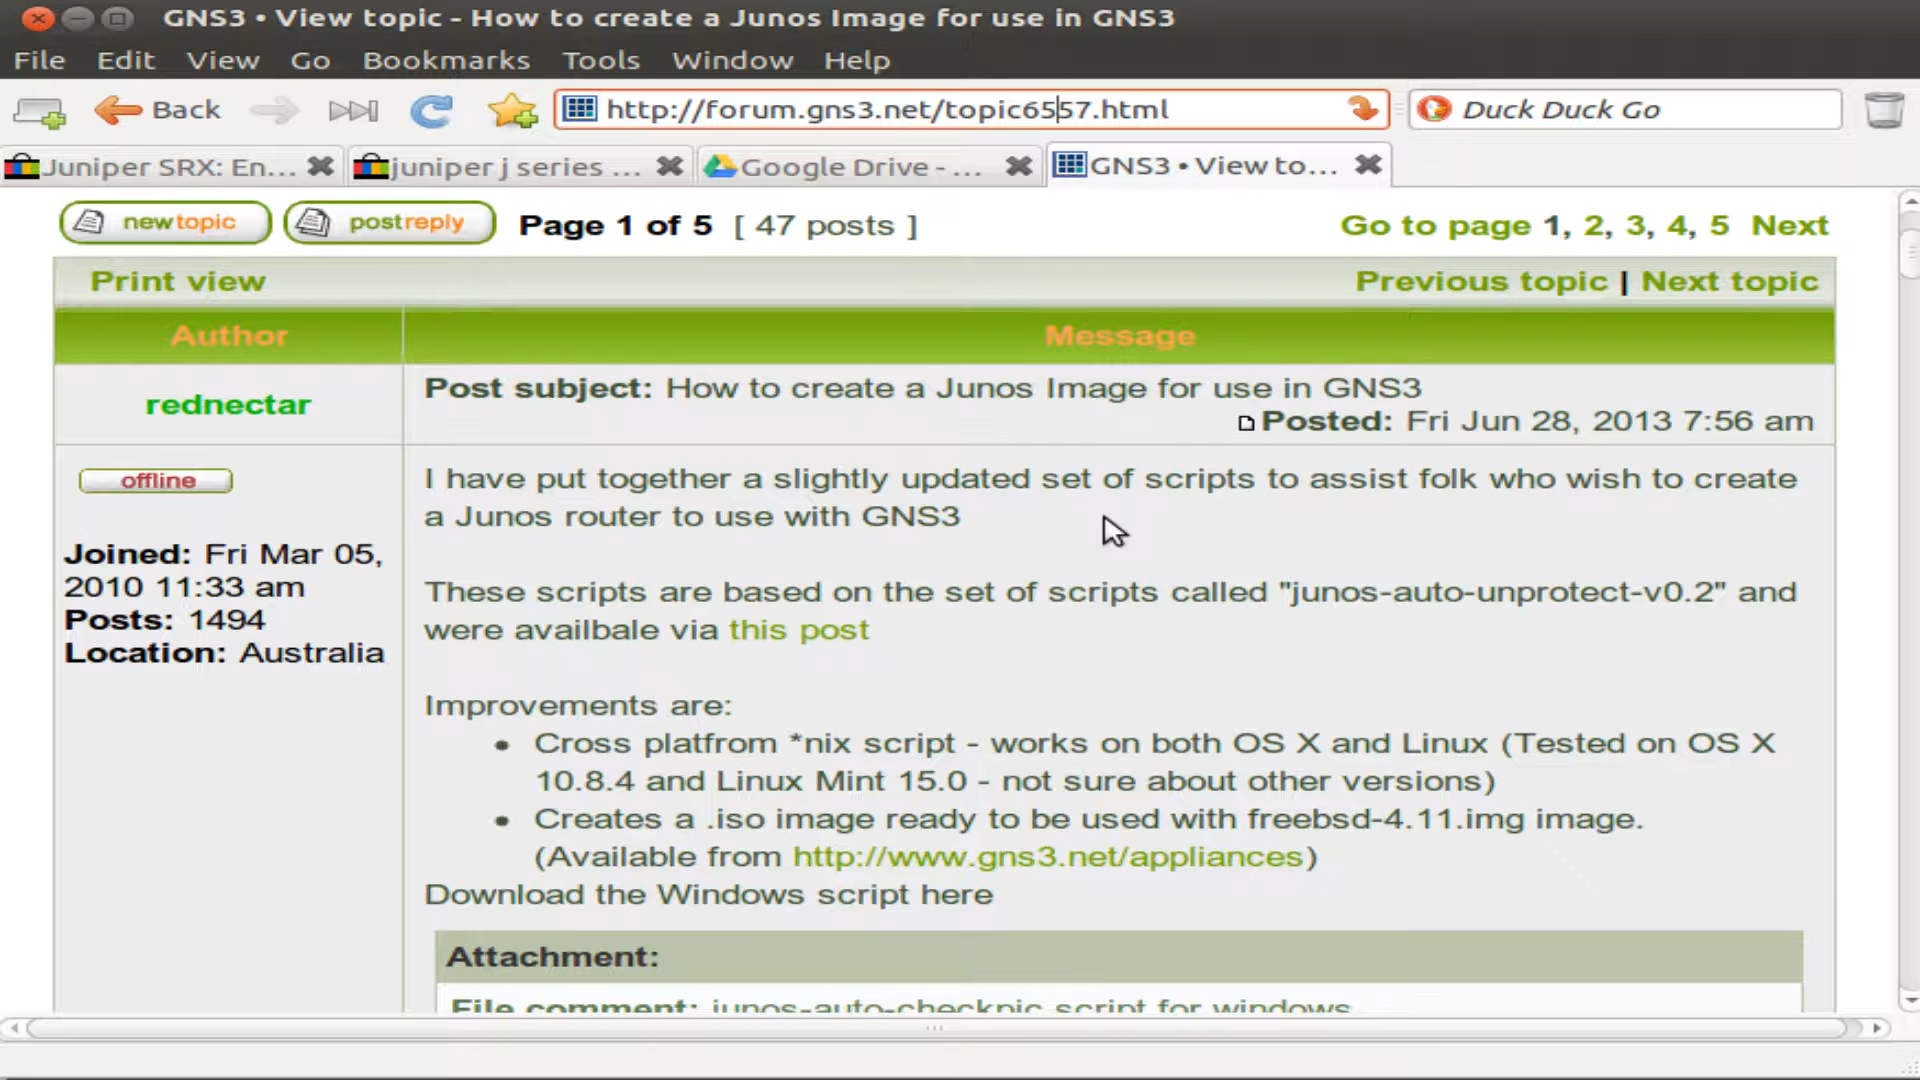 GNS3 • View topic - How to create a Junos Image for use in GNS3
File Edit View Go Bookmarks Tools Window Help
Back http://forum.gns3.net/topic6557.html Duck Duck Go
Juniper SRX: En... juniper j series ... Google Drive - ... GNS3 • View to...
newtopic postreply Page 1 of 5 [ 47 posts ] Go to page 1, 2, 3, 4, 5 Next
Print view Previous topic | Next topic
Author Message
rednectar
Post subject: How to create a Junos Image for use in GNS3
Posted: Fri Jun 28, 2013 7:56 am
offline
Joined: Fri Mar 05,
2010 11:33 am
Posts: 1494
Location: Australia
I have put together a slightly updated set of scripts to assist folk who wish to create
a Junos router to use with GNS3
These scripts are based on the set of scripts called "junos-auto-unprotect-v0.2" and
were availbale via this post
Improvements are:
• Cross platfrom *nix script - works on both OS X and Linux (Tested on OS X
10.8.4 and Linux Mint 15.0 - not sure about other versions)
• Creates a .iso image ready to be used with freebsd-4.11.img image.
(Available from http://www.gns3.net/appliances)
Download the Windows script here
Attachment:
File comment: junos-auto-checkpic script for windows